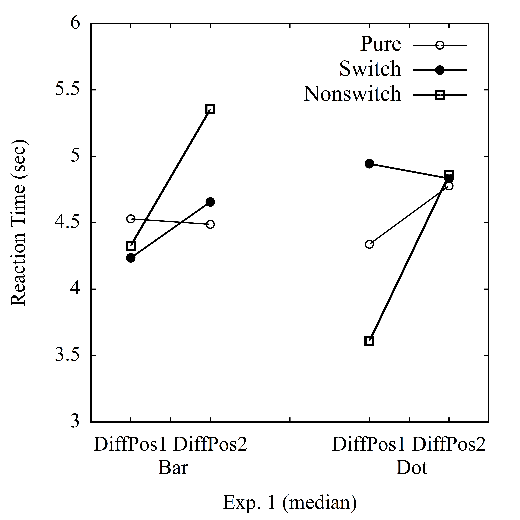 6
5.5
5
4.5
4
3.5
3
Reaction Time (sec)
Pure
Switch
Nonswitch
DiffPos1 DiffPos2 DiffPos1 DiffPos2
Bar Dot
Exp. 1 (median)